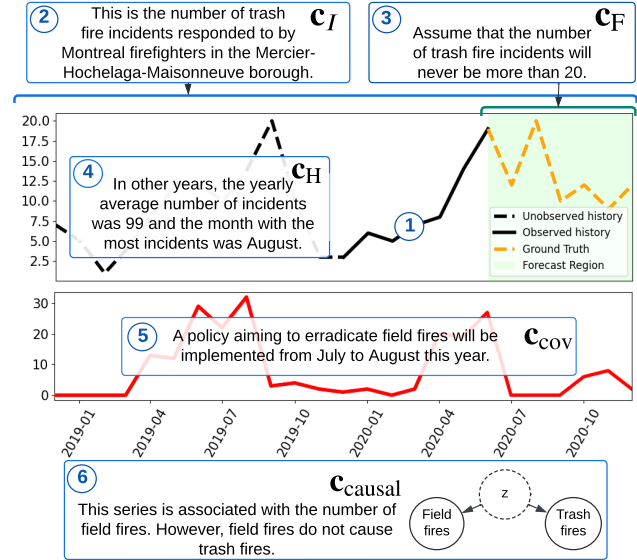 2
This is the number of trash
fire incidents responded to by
Montreal firefighters in the Mercier-
Hochelaga-Maisonneuve borough.
c_I
3
Assume that the number
of trash fire incidents will
never be more than 20.
c_F
20.0
17.5
15.0
12.5
10.0
7.5
5.0
2.5
4
c_H
In other years, the yearly
average number of incidents
was 99 and the month with the
most incidents was August.
1
Unobserved history
Observed history
Ground Truth
Forecast Region
30
20
10
0
5
A policy aiming to erradicate field fires will be
implemented from July to August this year.
c_cov
2019-01
2019-04
2019-07
2019-10
2020-01
2020-04
2020-07
2020-10
6
c_causal
This series is associated with the number of
field fires. However, field fires do not cause
trash fires.
z
Field
fires
Trash
fires